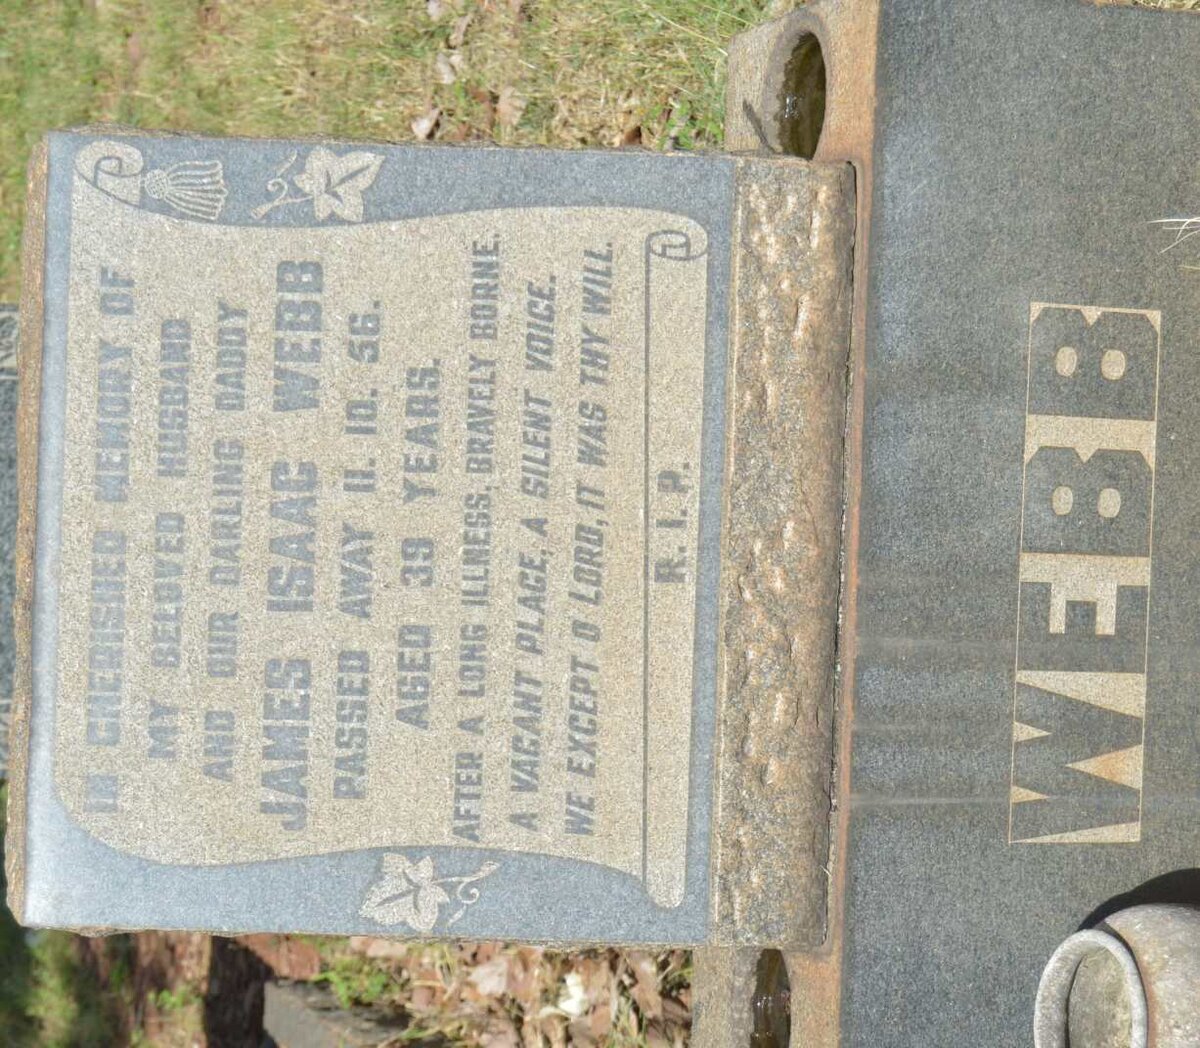 IN CHERISHED MEMORY OF
MY BELOVED HUSBAND
AND OUR DARLING DADDY
JAMES ISAAC WEBB
PASSED AWAY 11. 10. 56.
AGED 39 YEARS.
AFTER A LONG ILLNESS, BRAVELY BORNE,
A VACANT PLACE, A SILENT VOICE.
WE EXCEPT O LORD, IT WAS THY WILL.
R. I. P.
WEBB